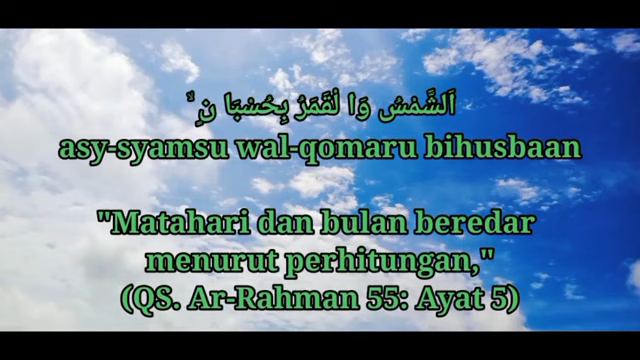 اَلشَّمْسُ وَا لْقَمَرُ بِحُسْبَا نٍ ۙ
asy-syamsu wal-qomaru bihusbaan
"Matahari dan bulan beredar
menurut perhitungan,"
(QS. Ar-Rahman 55: Ayat 5)